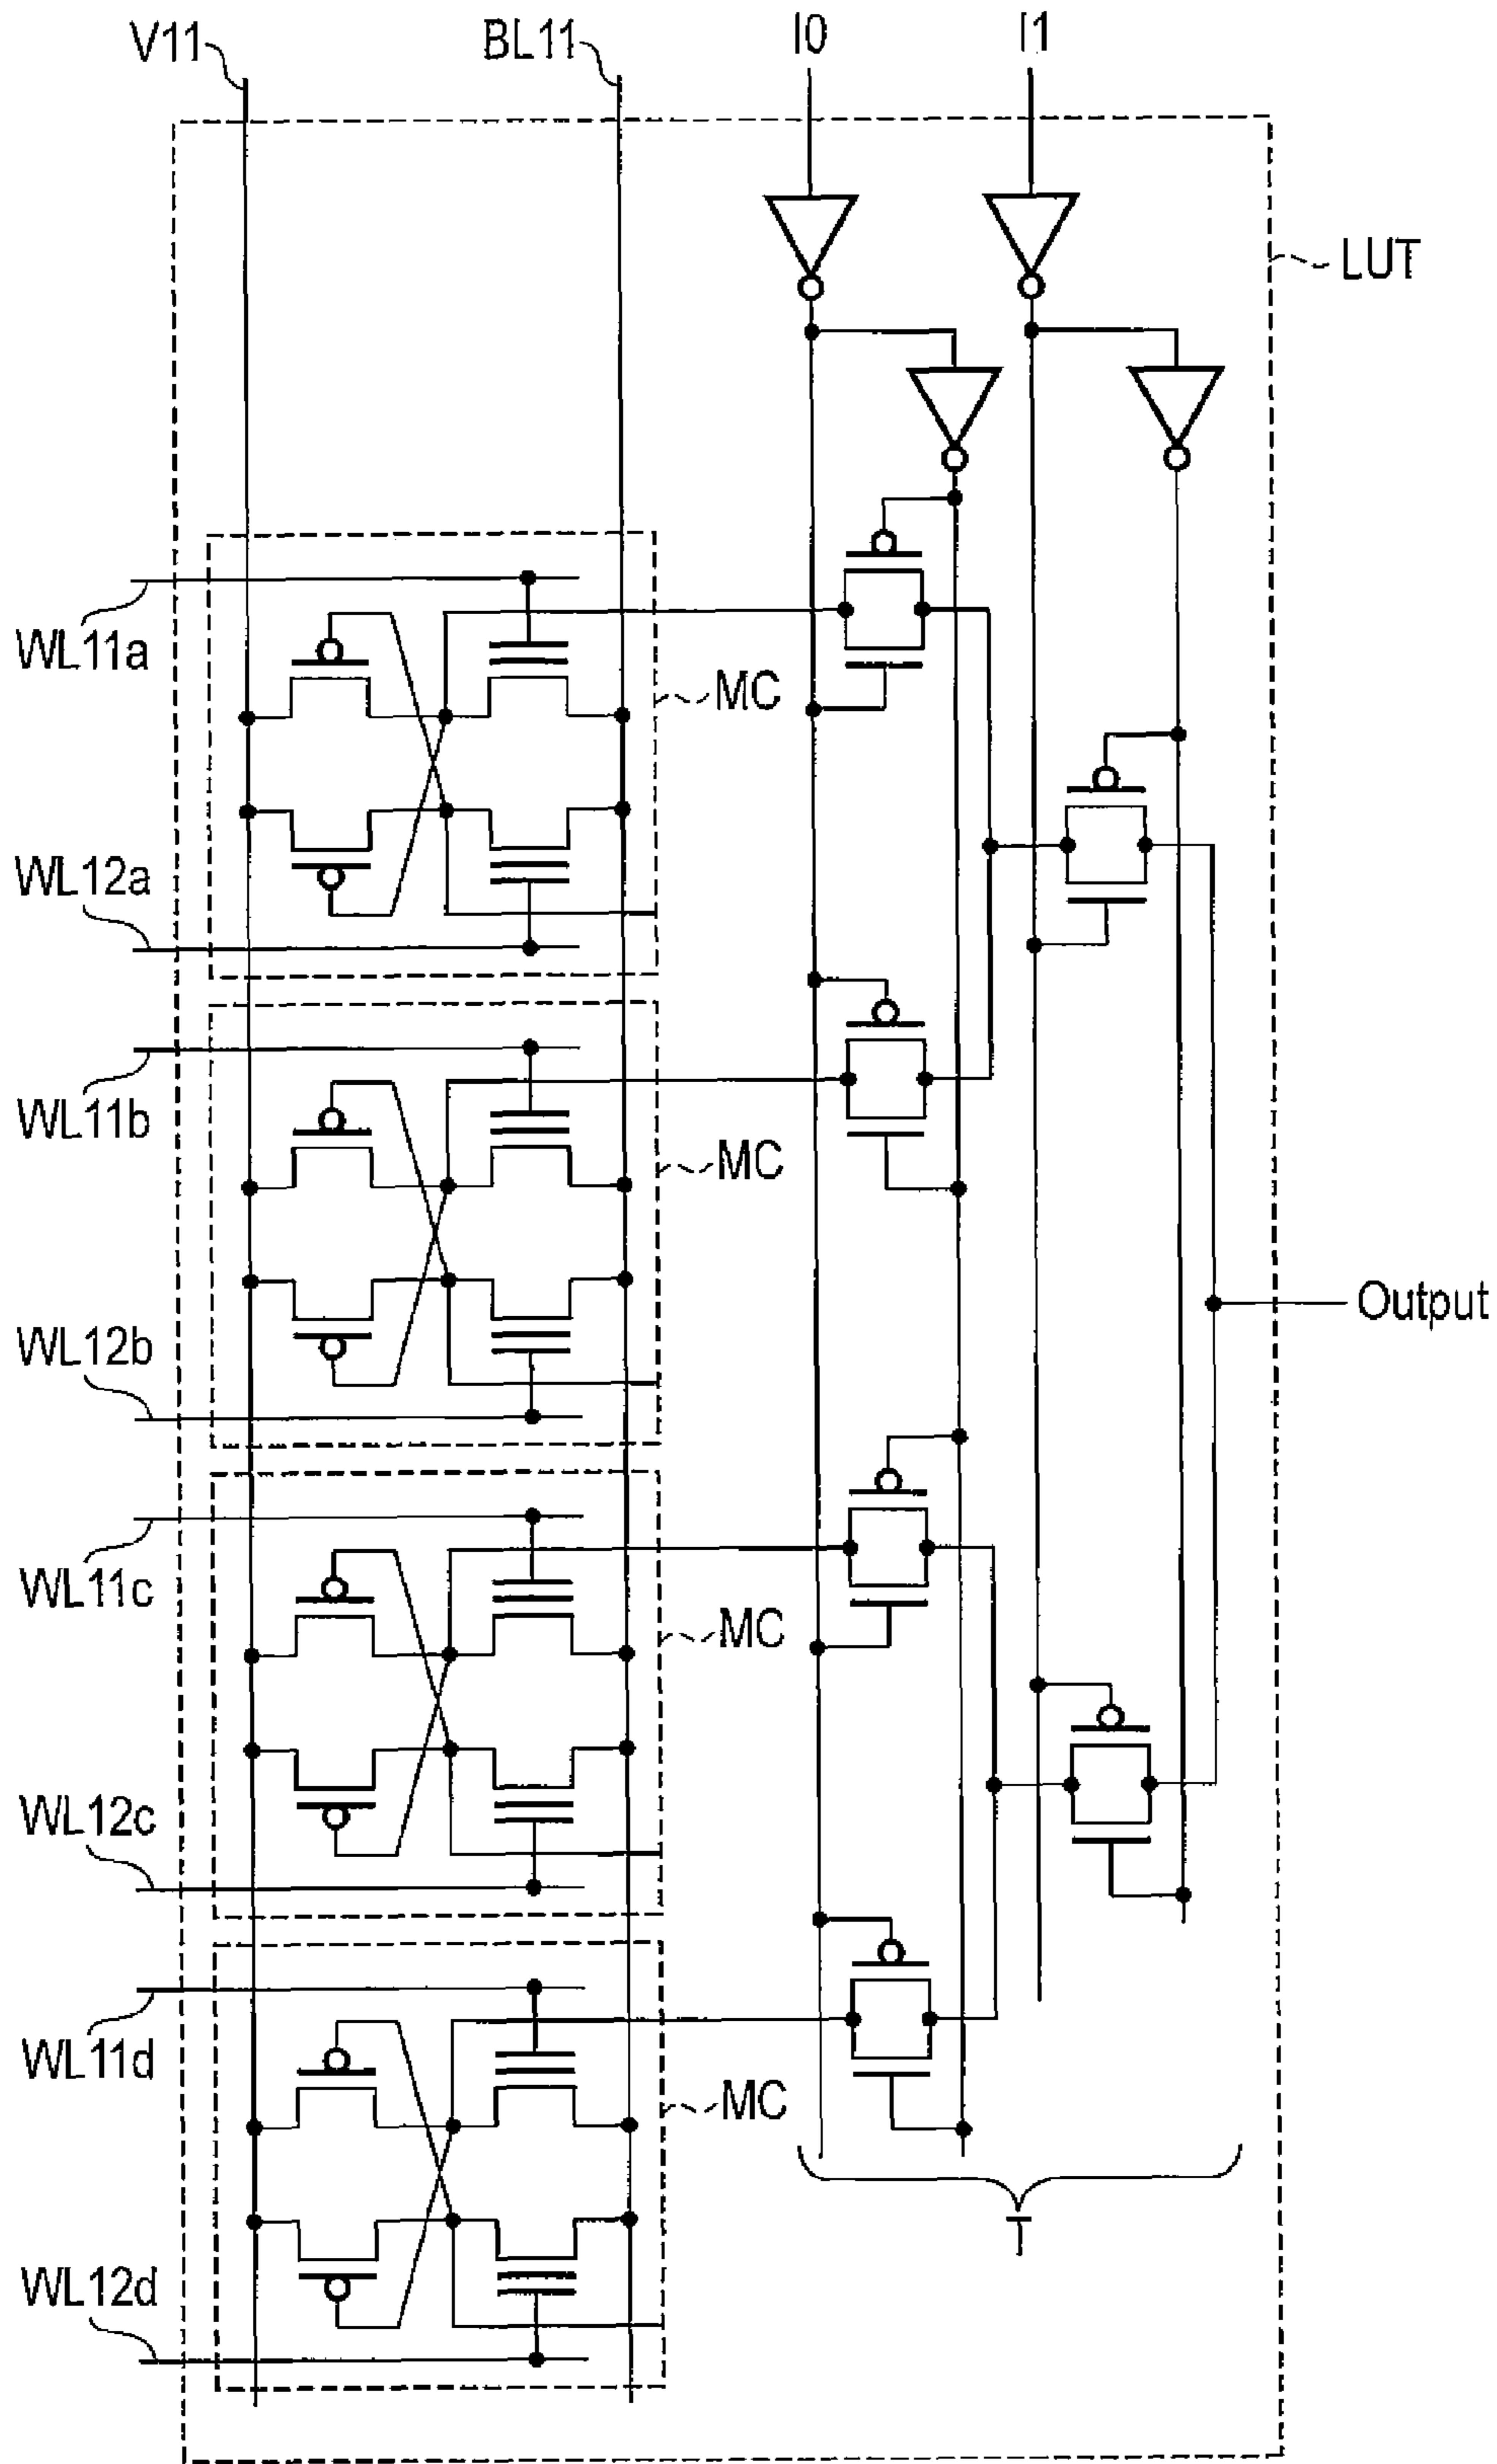 V11
BL11
I0
I1
LUT
WL11a
MC
WL12a
WL11b
MC
WL12b
Output
WL11c
MC
WL12c
WL11d
MC
T
WL12d